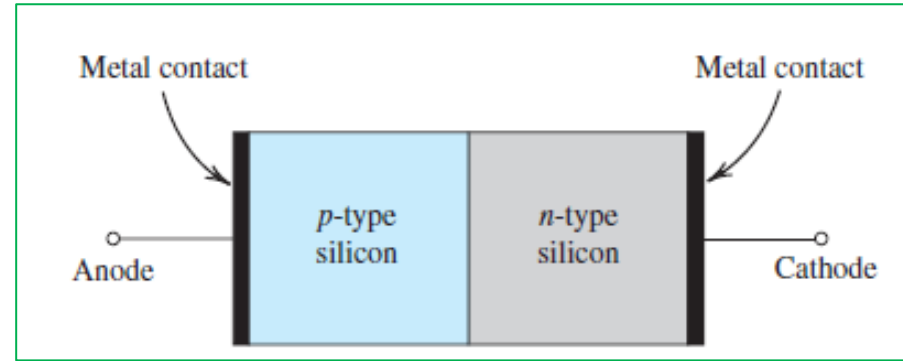 Metal contact
Metal contact
p-type
silicon
n-type
silicon
Anode
Cathode